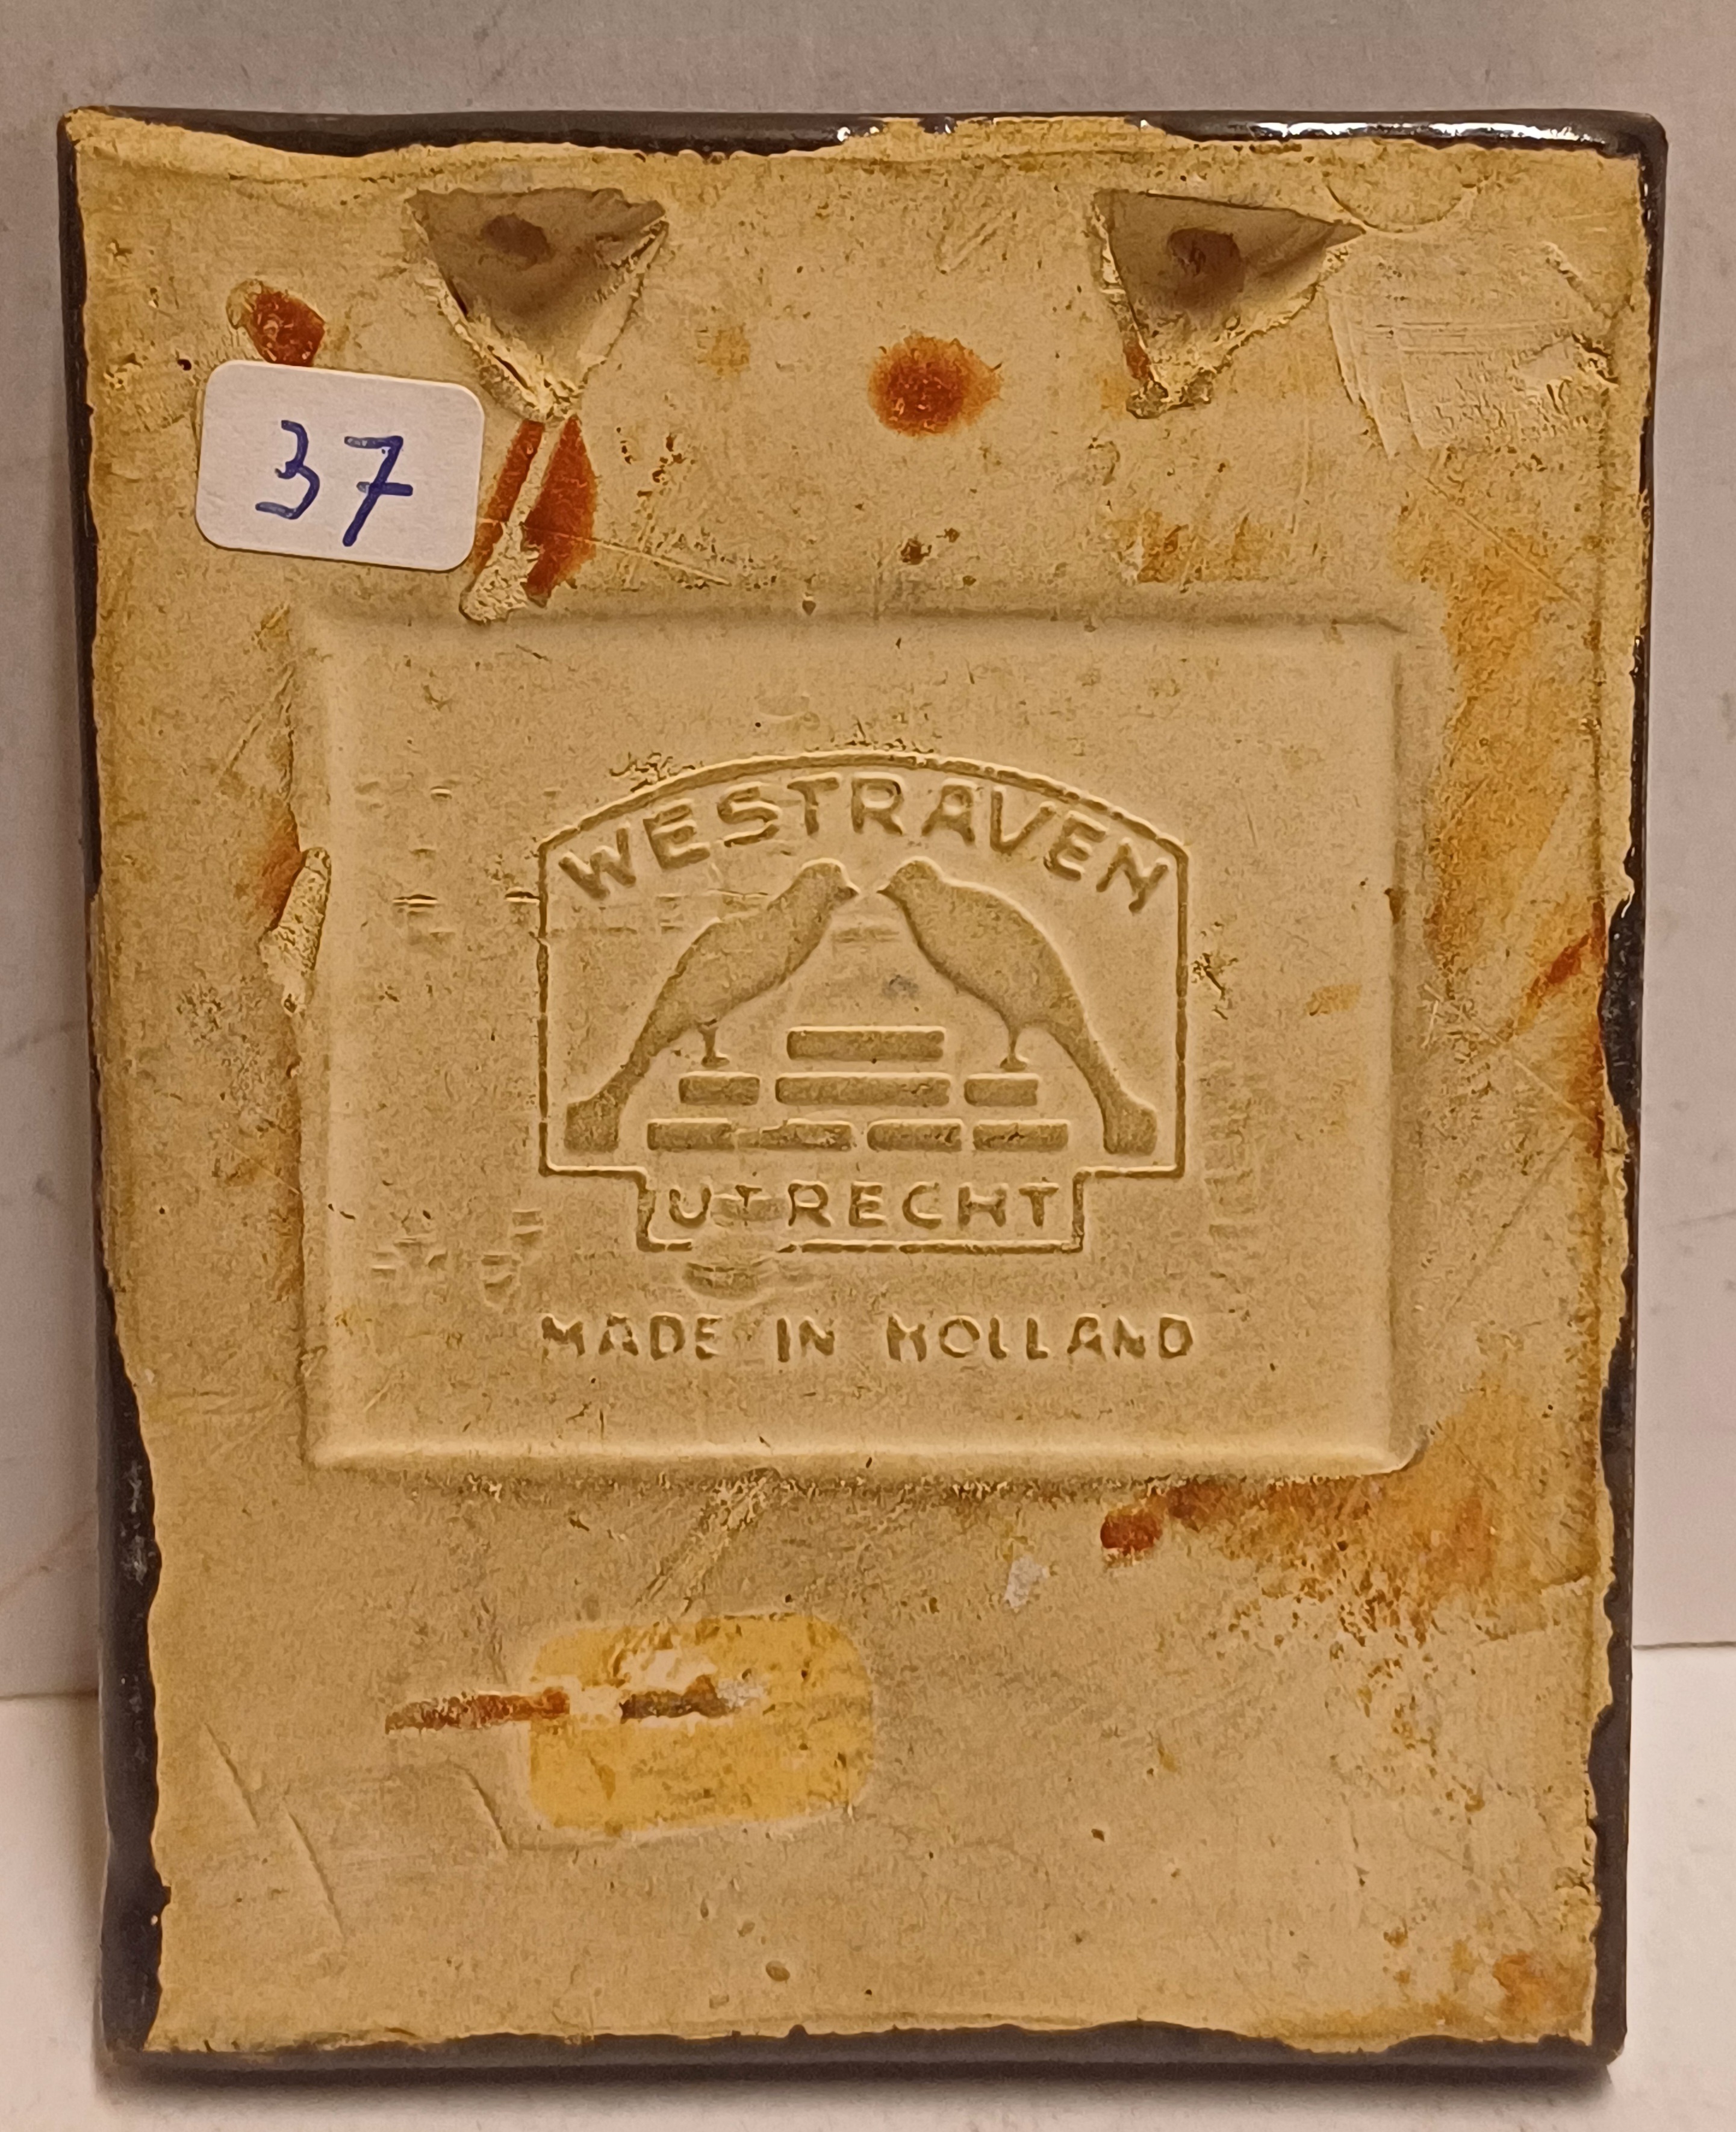 37
WESTRAVEN
UTRECHT
MADE IN HOLLAND